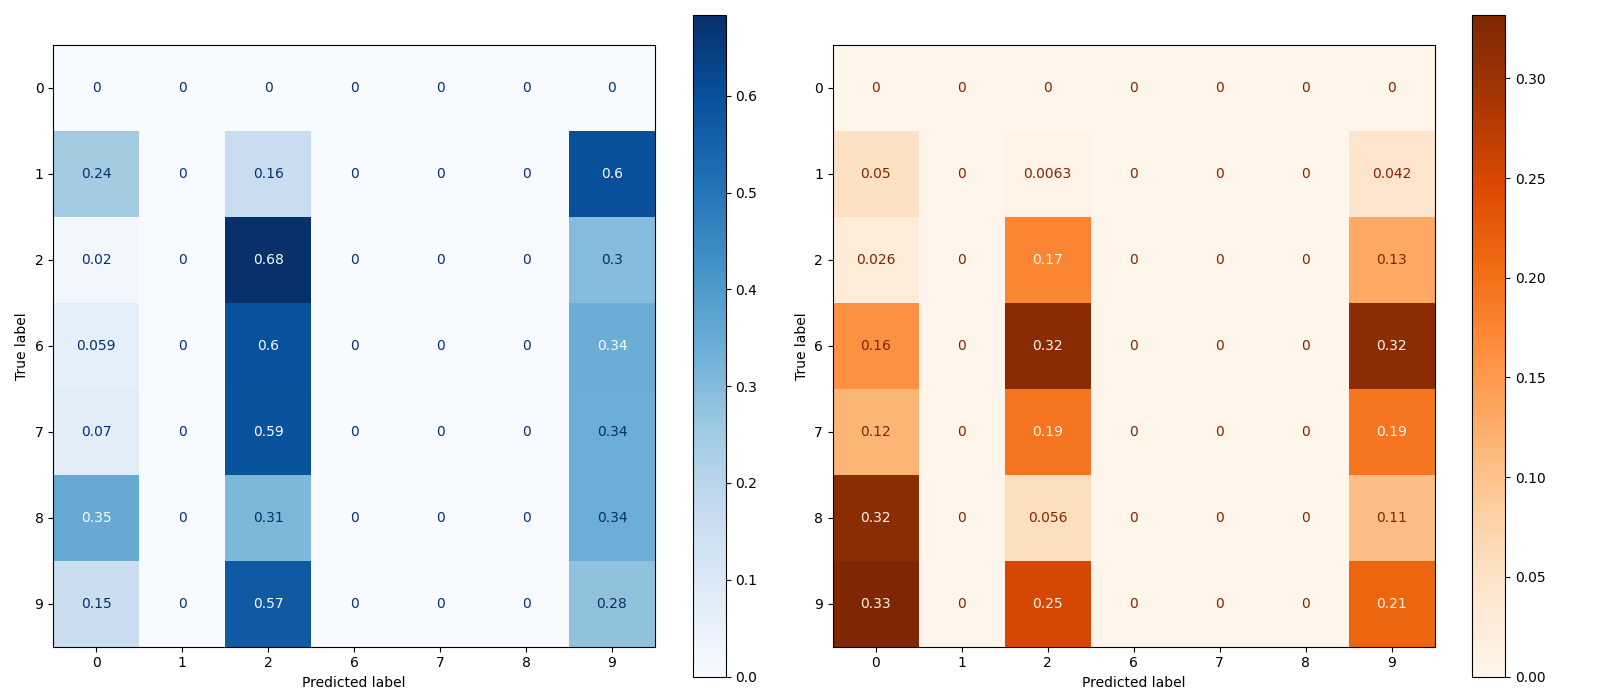 0 0 0 0 0 0 0 0
1 0.24 0 0.16 0 0 0 0.6
2 0.02 0 0.68 0 0 0 0.3
6 0.059 0 0.6 0 0 0 0.34
7 0.07 0 0.59 0 0 0 0.34
8 0.35 0 0.31 0 0 0 0.34
9 0.15 0 0.57 0 0 0 0.28
0 1 2 6 7 8 9
Predicted label
True label
0.6
0.5
0.4
0.3
0.2
0.1
0.0
0 0 0 0 0 0 0 0
1 0.05 0 0.0063 0 0 0 0.042
2 0.026 0 0.17 0 0 0 0.13
6 0.16 0 0.32 0 0 0 0.32
7 0.12 0 0.19 0 0 0 0.19
8 0.32 0 0.056 0 0 0 0.11
9 0.33 0 0.25 0 0 0 0.21
0 1 2 6 7 8 9
Predicted label
True label
0.30
0.25
0.20
0.15
0.10
0.05
0.00